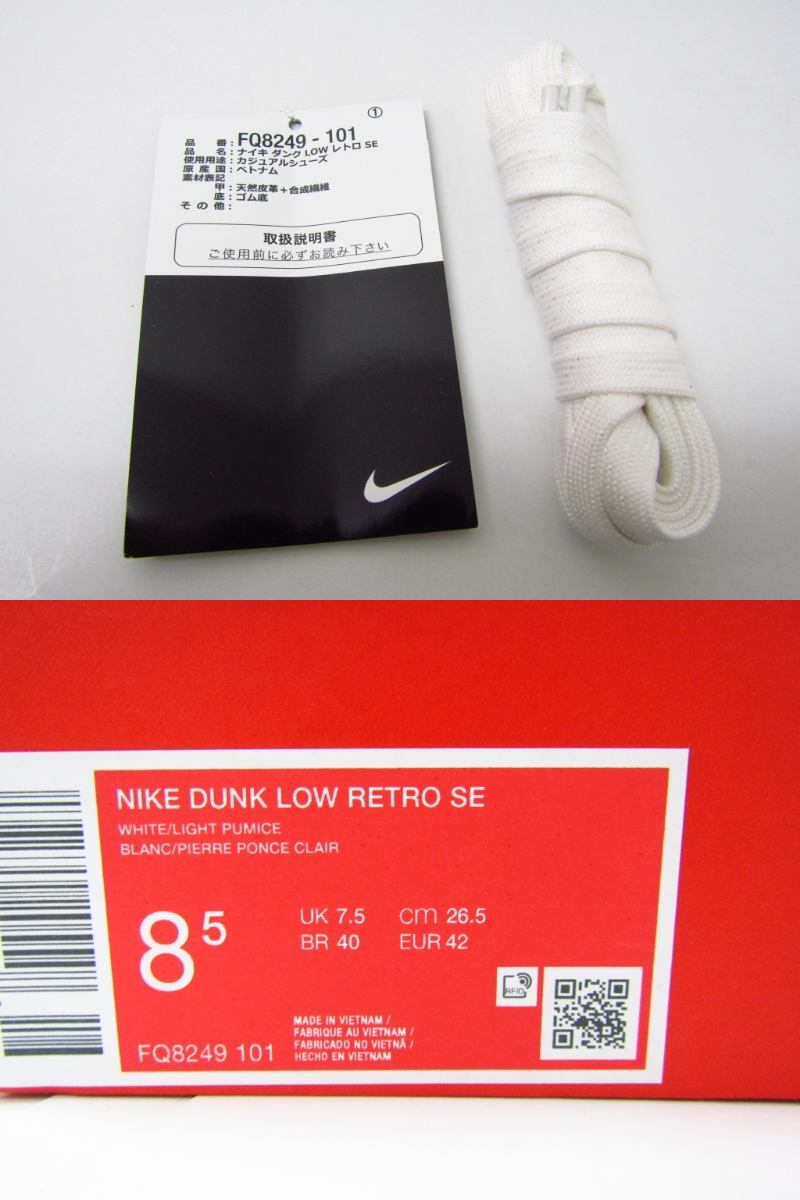 ①
品番：FQ8249 - 101
品名：ナイキ ダンク LOW レトロ SE
使用用途：カジュアルシューズ
原産国：ベトナム
素材表記
甲：天然皮革＋合成繊維
底：ゴム底
その他：
取扱説明書
ご使用前に必ずお読み下さい
NIKE DUNK LOW RETRO SE
WHITE/LIGHT PUMICE
BLANC/PIERRE PONCE CLAIR
8 5
UK 7.5 cm 26.5
BR 40 EUR 42
RFID
MADE IN VIETNAM /
FABRIQUE AU VIETNAM /
FABRICADO NO VIETNÃ /
HECHO EN VIETNAM
FQ8249 101